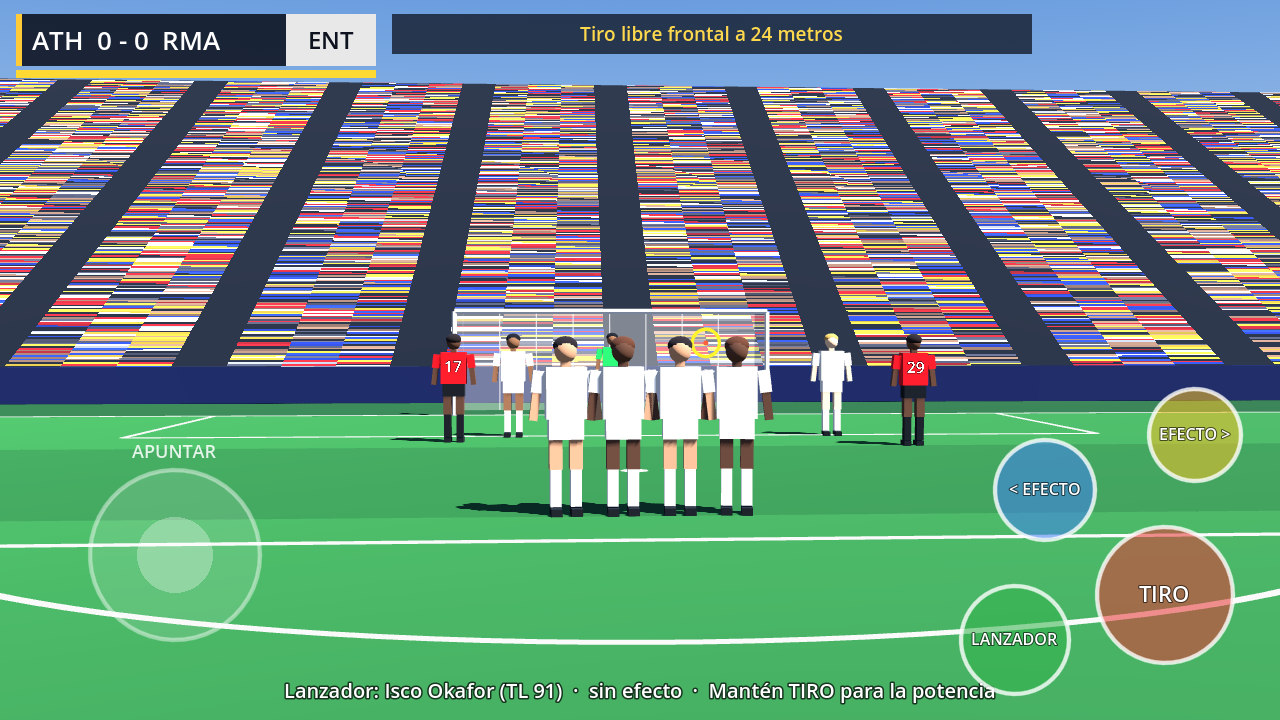 ATH 0 - 0 RMA
ENT
Tiro libre frontal a 24 metros
17
29
APUNTAR
EFECTO >
< EFECTO
TIRO
LANZADOR
Lanzador: Isco Okafor (TL 91) · sin efecto · Mantén TIRO para la potencia